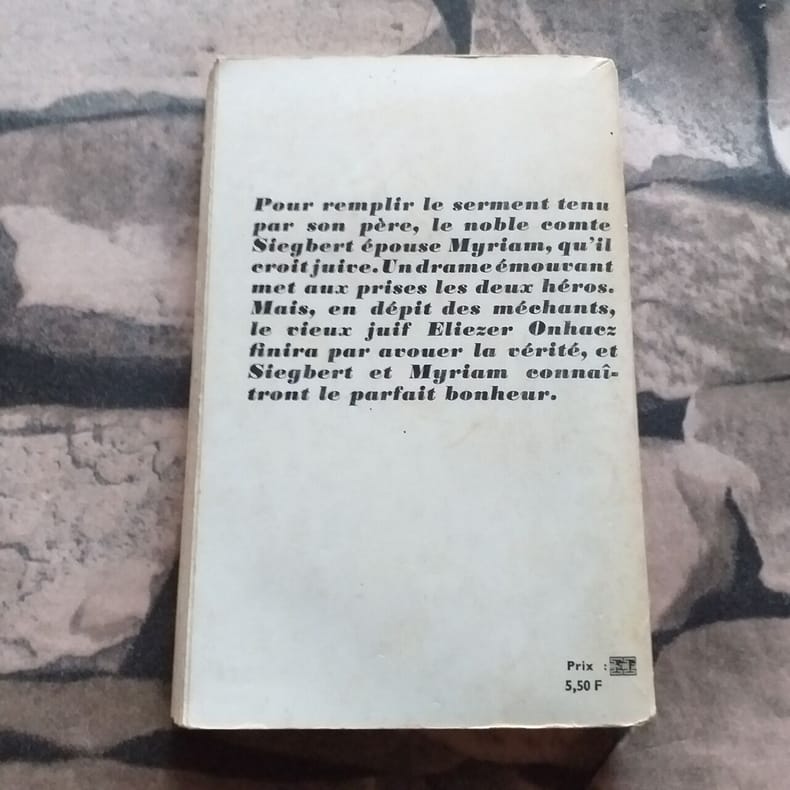 Pour remplir le serment tenu
par son père, le noble comte
Siegbert épouse Myriam, qu'il
croit juive. Un drame émouvant
met aux prises les deux héros.
Mais, en dépit des méchants,
le vieux juif Eliezer Onhacz
finira par avouer la vérité, et
Siegbert et Myriam connaî-
tront le parfait bonheur.
Prix :
5,50 F